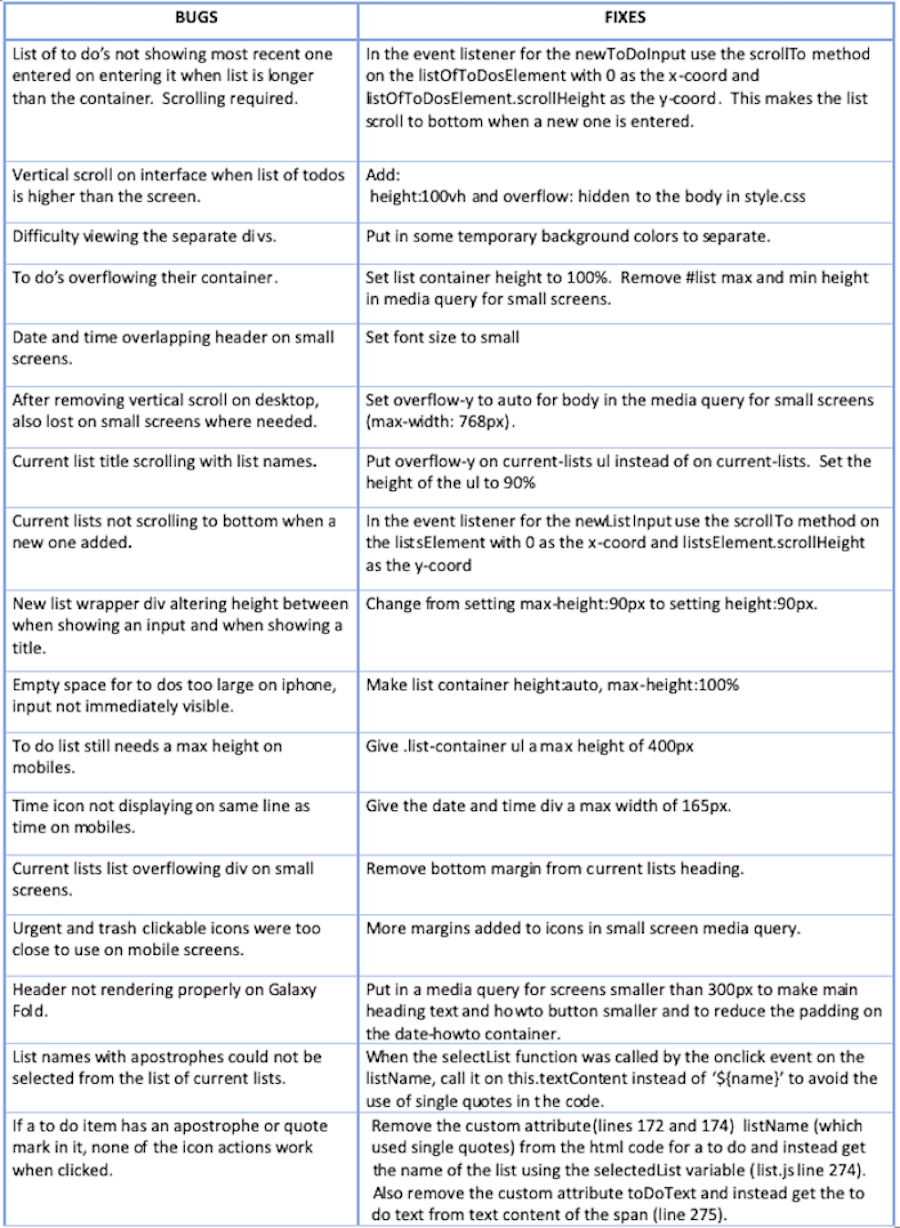 BUGS
FIXES
List of to do's not showing most recent one
entered on entering it when list is longer
than the container.  Scrolling required.
In the event listener for the newToDoInput use the scrollTo method
on the listOfToDosElement with 0 as the x-coord and
listOfToDosElement.scrollHeight as the y-coord.  This makes the list
scroll to bottom when a new one is entered.
Vertical scroll on interface when list of todos
is higher than the screen.
Add:
height:100vh and overflow: hidden to the body in style.css
Difficulty viewing the separate divs.
Put in some temporary background colors to separate.
To do's overflowing their container.
Set list container height to 100%.  Remove #list max and min height
in media query for small screens.
Date and time overlapping header on small
screens.
Set font size to small
After removing vertical scroll on desktop,
also lost on small screens where needed.
Set overflow-y to auto for body in the media query for small screens
(max-width: 768px).
Current list title scrolling with list names.
Put overflow-y on current-lists ul instead of on current-lists.  Set the
height of the ul to 90%
Current lists not scrolling to bottom when a
new one added.
In the event listener for the newListInput use the scrollTo method on
the listsElement with 0 as the x-coord and listsElement.scrollHeight
as the y-coord
New list wrapper div altering height between
when showing an input and when showing a
title.
Change from setting max-height:90px to setting height:90px.
Empty space for to dos too large on iphone,
input not immediately visible.
Make list container height:auto, max-height:100%
To do list still needs a max height on
mobiles.
Give .list-container ul a max height of 400px
Time icon not displaying on same line as
time on mobiles.
Give the date and time div a max width of 165px.
Current lists list overflowing div on small
screens.
Remove bottom margin from current lists heading.
Urgent and trash clickable icons were too
close to use on mobile screens.
More margins added to icons in small screen media query.
Header not rendering properly on Galaxy
Fold.
Put in a media query for screens smaller than 300px to make main
heading text and howto button smaller and to reduce the padding on
the date-howto container.
List names with apostrophes could not be
selected from the list of current lists.
When the selectList function was called by the onclick event on the
listName, call it on this.textContent instead of '${name}' to avoid the
use of single quotes in the code.
If a to do item has an apostrophe or quote
mark in it, none of the icon actions work
when clicked.
Remove the custom attribute(lines 172 and 174)  listName (which
used single quotes) from the html code for a to do and instead get
the name of the list using the selectedList variable (list.js line 274).
Also remove the custom attribute toDoText and instead get the to
do text from text content of the span (line 275).